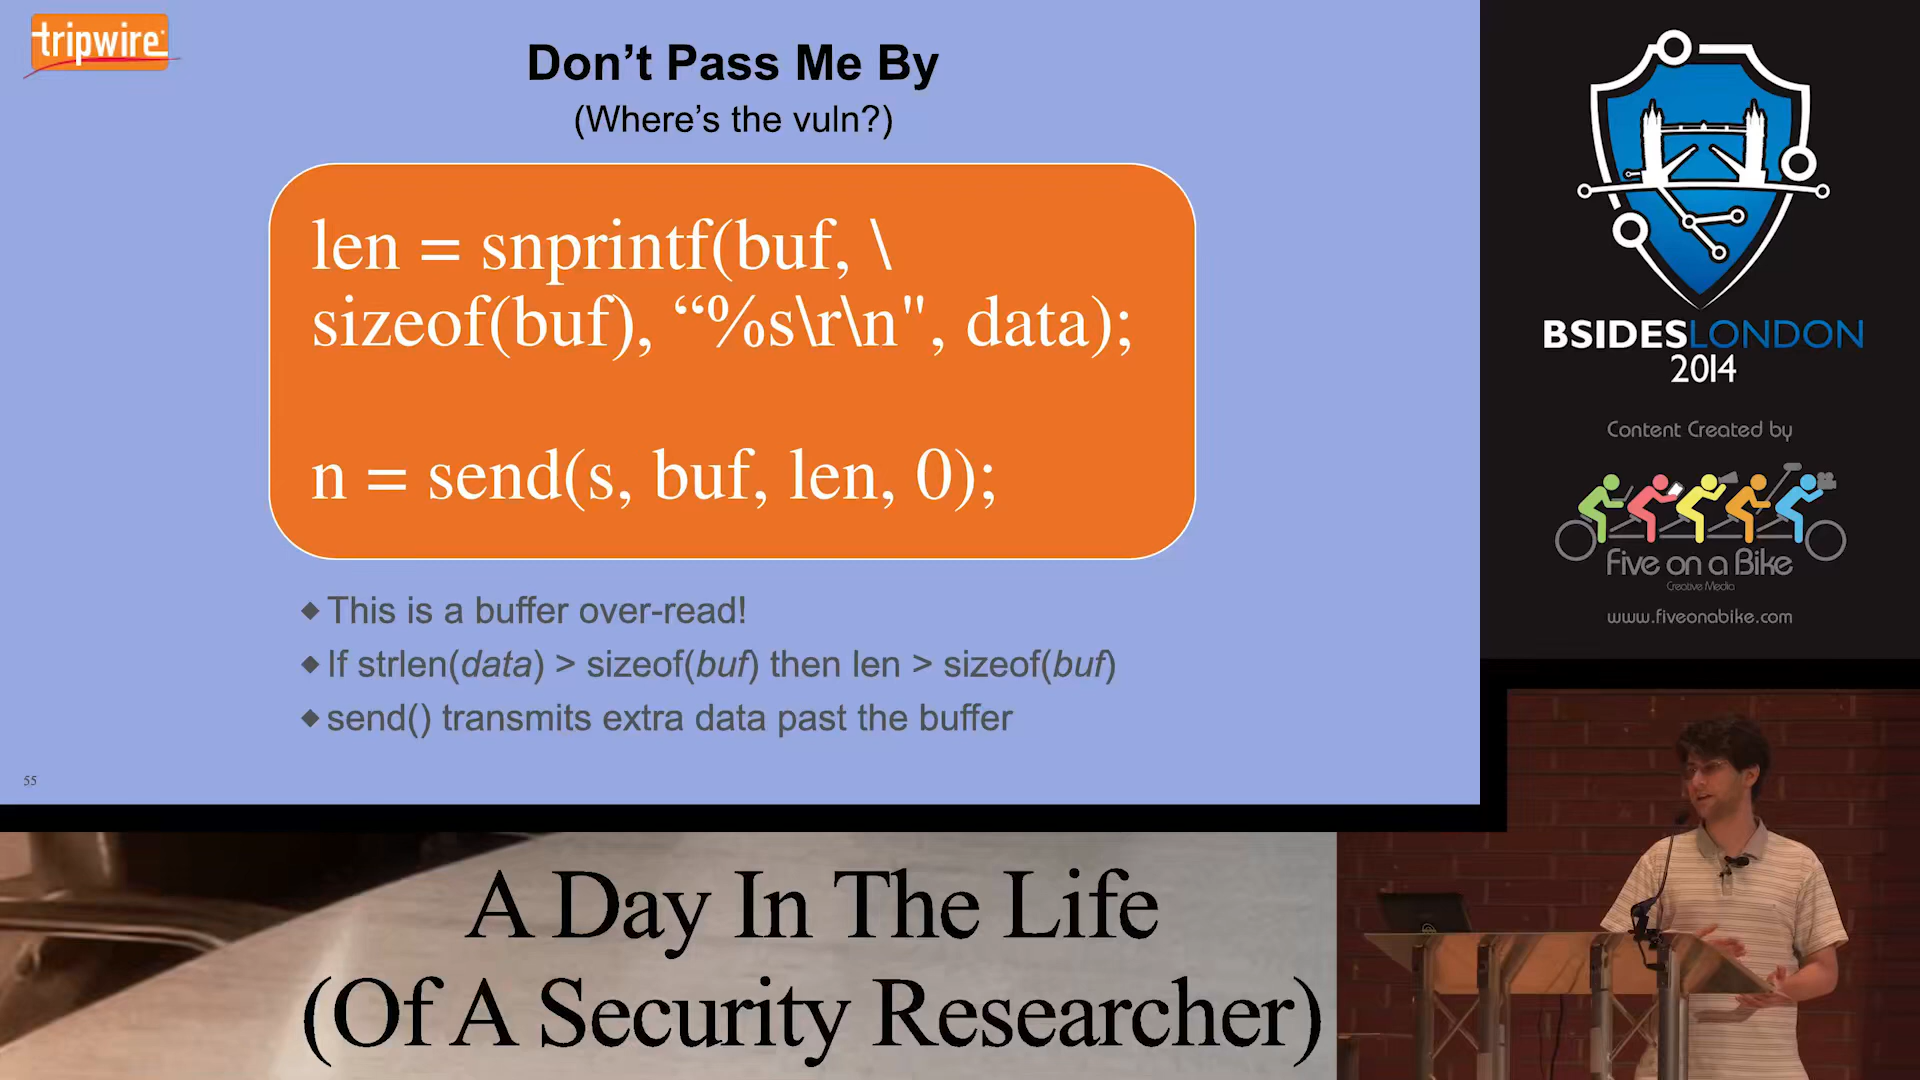 tripwire
Don’t Pass Me By
(Where’s the vuln?)
len = snprintf(buf, \
sizeof(buf), “%s\r\n", data);
n = send(s, buf, len, 0);
This is a buffer over-read!
If strlen(data) > sizeof(buf) then len > sizeof(buf)
send() transmits extra data past the buffer
55
BSIDESLONDON
2014
Content Created by
Five on a Bike
Creative Media
www.fiveonabike.com
A Day In The Life
(Of A Security Researcher)